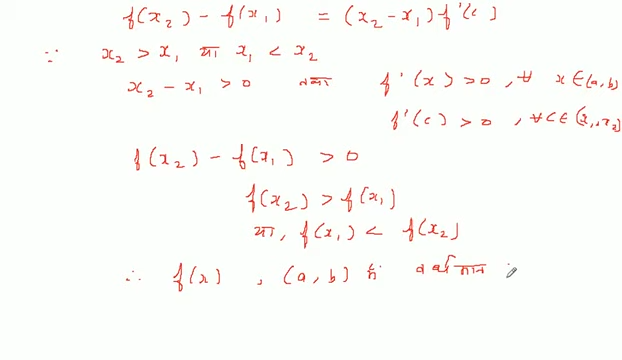 f(x₂) - f(x₁) = (x₂ - x₁) f'(c)
∵ x₂ > x₁ या x₁ < x₂
x₂ - x₁ > 0 तथा f'(x) > 0, ∀ x ∈ (a, b)
f'(c) > 0, ∀ c ∈ (x₁, x₂)
f(x₂) - f(x₁) > 0
f(x₂) > f(x₁)
या, f(x₁) < f(x₂)
∴ f(x), (a, b) में वर्धमान